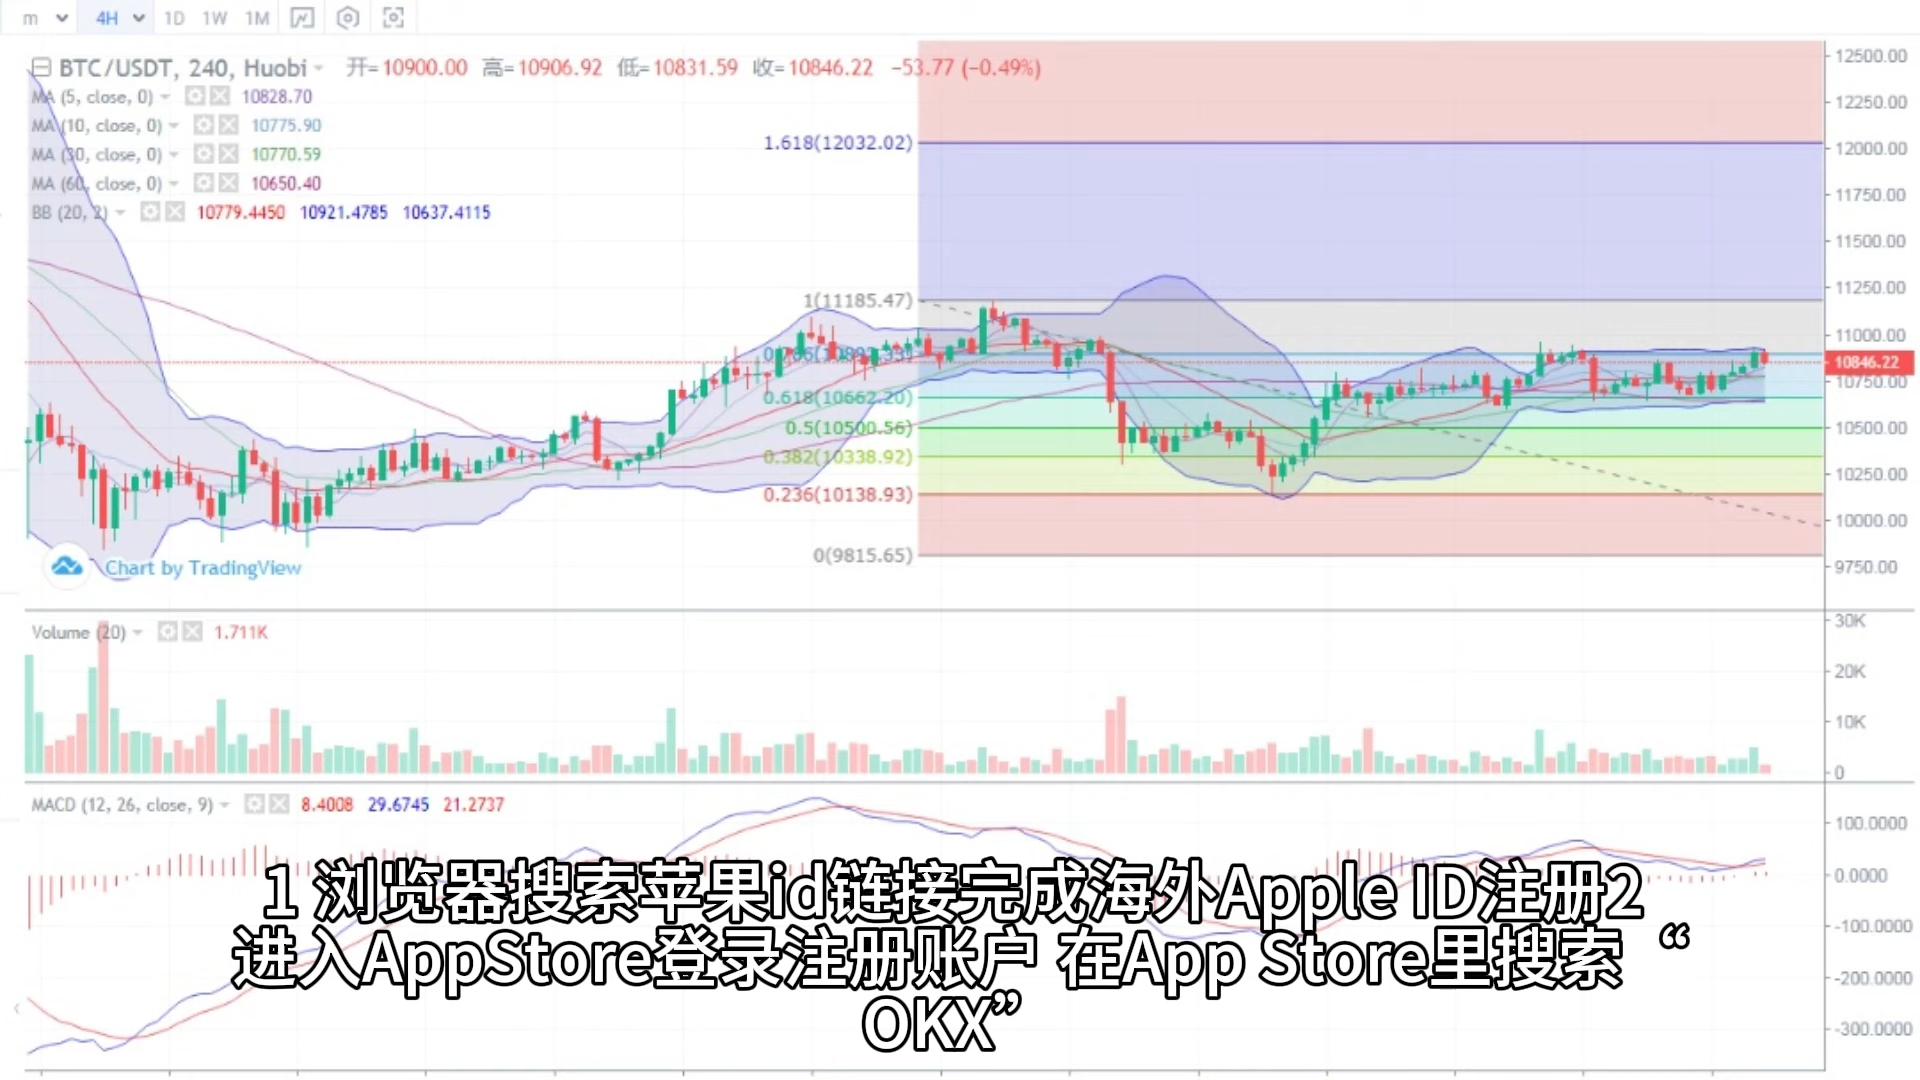 m 4H 1D 1W 1M
BTC/USDT, 240, Huobi 开=10900.00 高=10906.92 低=10831.59 收=10846.22 −53.77 (−0.49%)
MA (5, close, 0) 10828.70
MA (10, close, 0) 10775.90
MA (30, close, 0) 10770.59
MA (60, close, 0) 10650.40
BB (20, 2) 10779.4450 10921.4785 10637.4115
1.618(12032.02)
1(11185.47)
0.618(10662.20)
0.5(10500.56)
0.382(10338.92)
0.236(10138.93)
0(9815.65)
Chart by TradingView
12500.00
12250.00
12000.00
11750.00
11500.00
11250.00
11000.00
10846.22
10750.00
10500.00
10250.00
10000.00
9750.00
Volume (20) 1.711K
30K
20K
10K
0
MACD (12, 26, close, 9) 8.4008 29.6745 21.2737
100.0000
0.0000
-100.0000
-200.0000
-300.0000
1 浏览器搜索苹果id链接完成海外Apple ID注册2
进入AppStore登录注册账户 在App Store里搜索“
OKX”